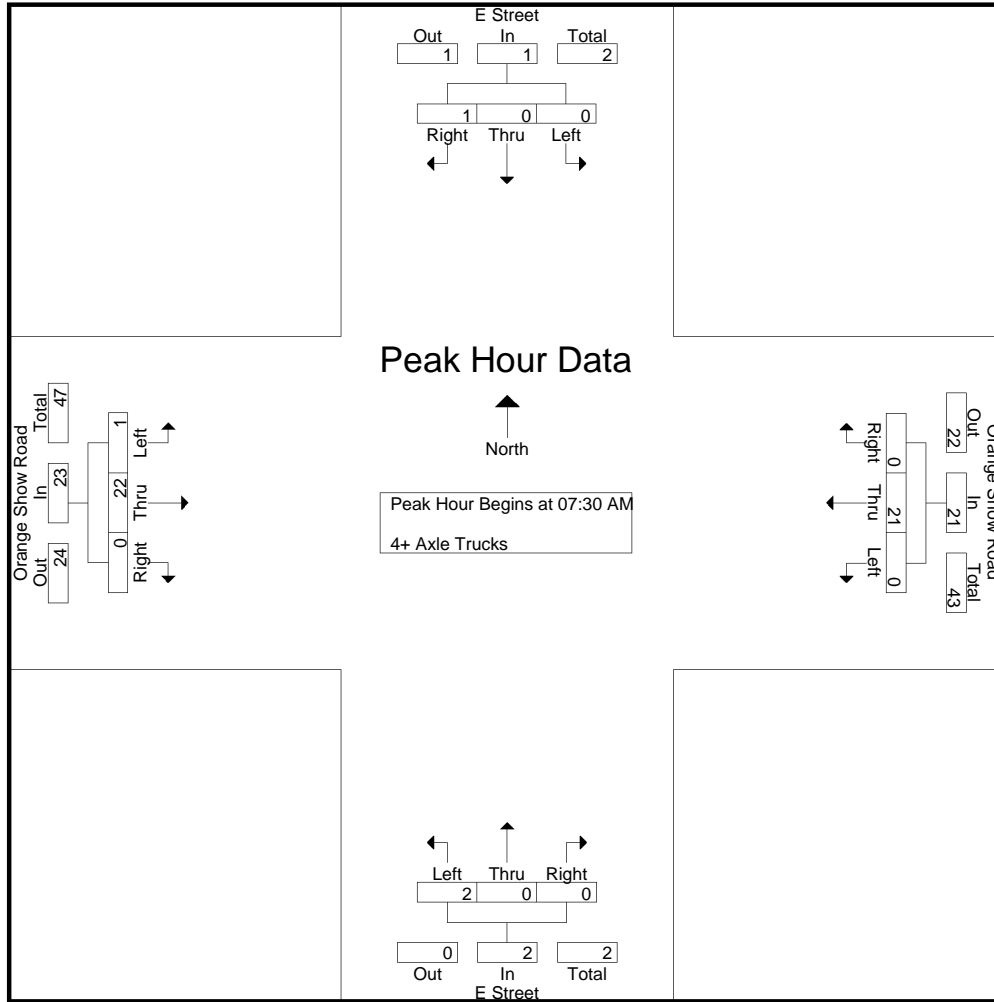 E Street
Out In Total
1 1 2
1 0 0
Right Thru Left
Peak Hour Data
North
Peak Hour Begins at 07:30 AM
4+ Axle Trucks
Orange Show Road
Out In Total
24 23 47
Right Thru Left
0 22 1
Orange Show Road
Out In Total
22 21 43
Right Thru Left
0 21 0
Left Thru Right
2 0 0
0 2 2
Out In Total
E Street